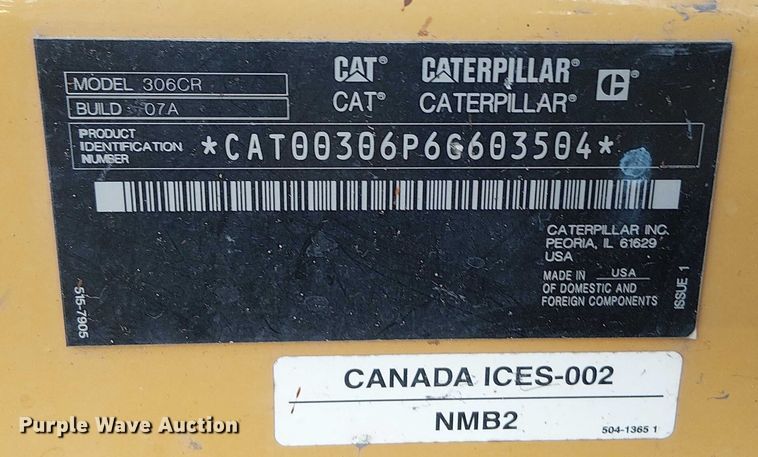 CAT® CATERPILLAR® C
CAT® CATERPILLAR®
MODEL 306CR
BUILD 07A
PRODUCT
IDENTIFICATION
NUMBER
*CAT00306P6G603504*
CATERPILLAR INC.
PEORIA, IL 61629
USA
MADE IN USA
OF DOMESTIC AND
FOREIGN COMPONENTS
ISSUE 1
515-7905
CANADA ICES-002
NMB2
504-1365 1
Purple Wave Auction